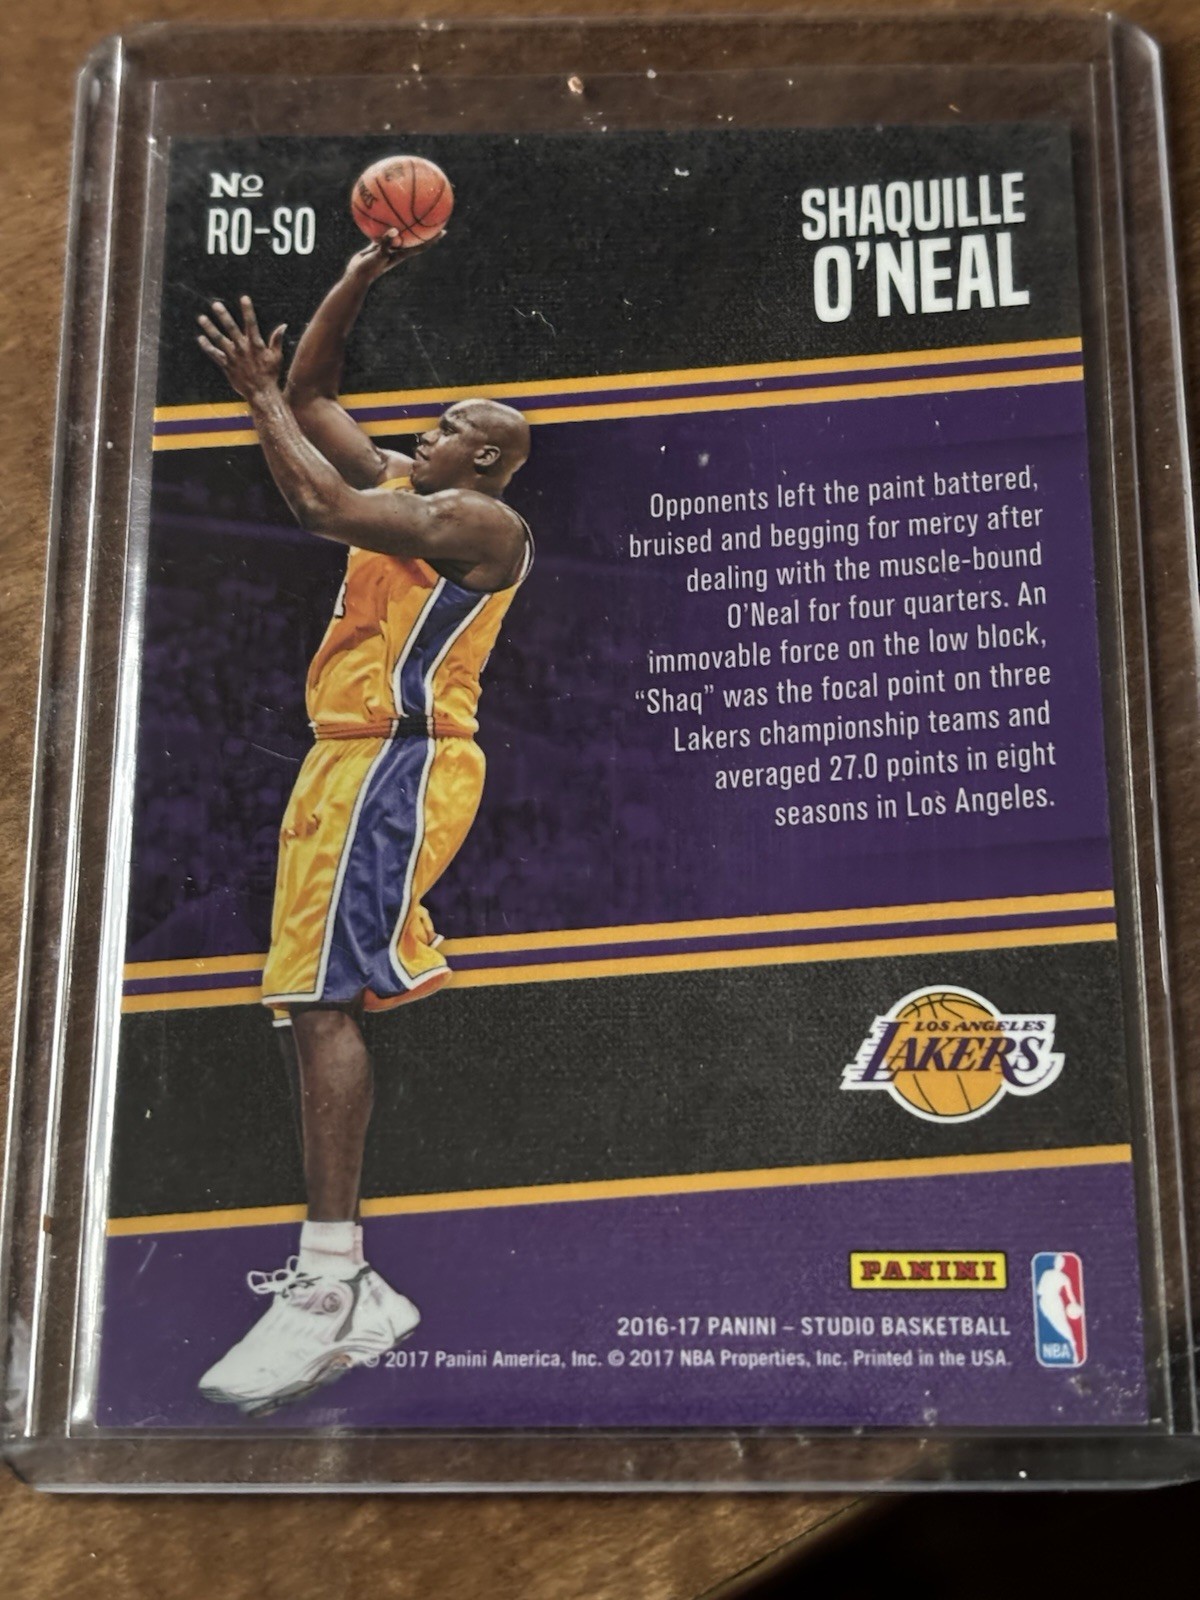 No
RO-SO
SHAQUILLE
O'NEAL
Opponents left the paint battered,
bruised and begging for mercy after
dealing with the muscle-bound
O'Neal for four quarters. An
immovable force on the low block,
“Shaq” was the focal point on three
Lakers championship teams and
averaged 27.0 points in eight
seasons in Los Angeles.
LOS ANGELES
LAKERS
PANINI
2016-17 PANINI – STUDIO BASKETBALL
© 2017 Panini America, Inc. © 2017 NBA Properties, Inc. Printed in the USA.
NBA